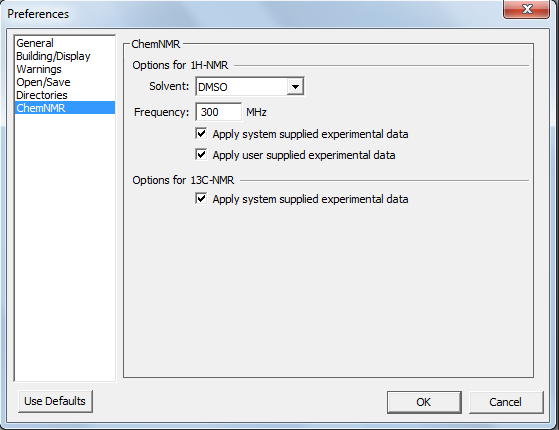 Preferences
General
Building/Display
Warnings
Open/Save
Directories
ChemNMR
ChemNMR
Options for 1H-NMR
Solvent: DMSO
Frequency: 300 MHz
Apply system supplied experimental data
Apply user supplied experimental data
Options for 13C-NMR
Apply system supplied experimental data
Use Defaults
OK
Cancel